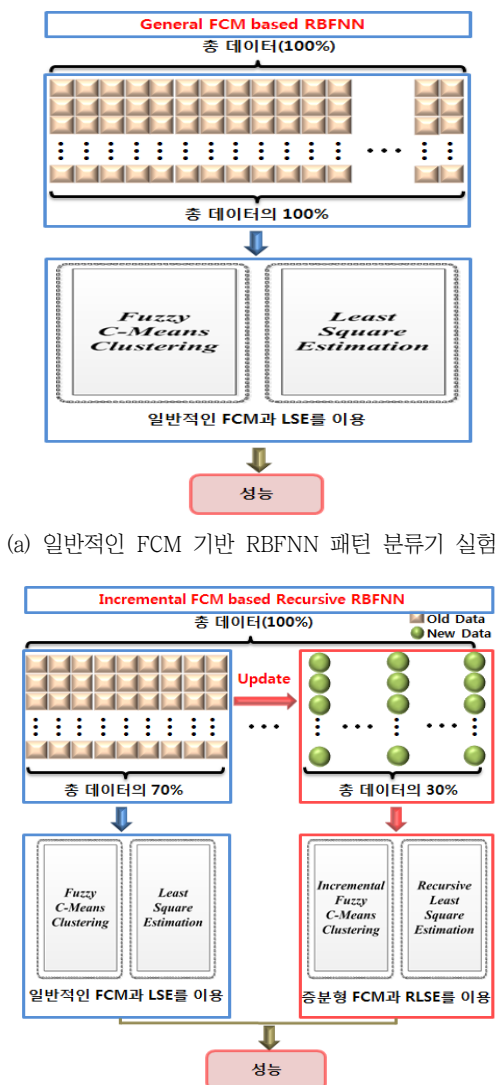 General FCM based RBFNN
총 데이터(100%)
총 데이터의 100%
Fuzzy
C-Means
Clustering
Least
Square
Estimation
일반적인 FCM과 LSE를 이용
성능
(a) 일반적인 FCM 기반 RBFNN 패턴 분류기 실험
Incremental FCM based Recursive RBFNN
총 데이터(100%)
Old Data
New Data
Update
총 데이터의 70%
총 데이터의 30%
Fuzzy
C-Means
Clustering
Least
Square
Estimation
Incremental
Fuzzy
C-Means
Clustering
Recursive
Least
Square
Estimation
일반적인 FCM과 LSE를 이용
증분형 FCM과 RLSE를 이용
성능